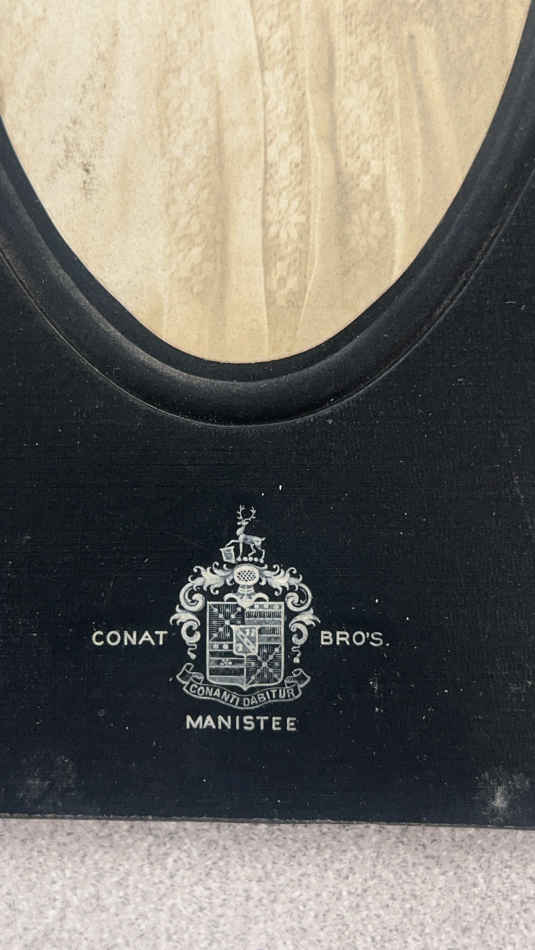 CONAT BRO'S.
CONANTI DABITUR
MANISTEE